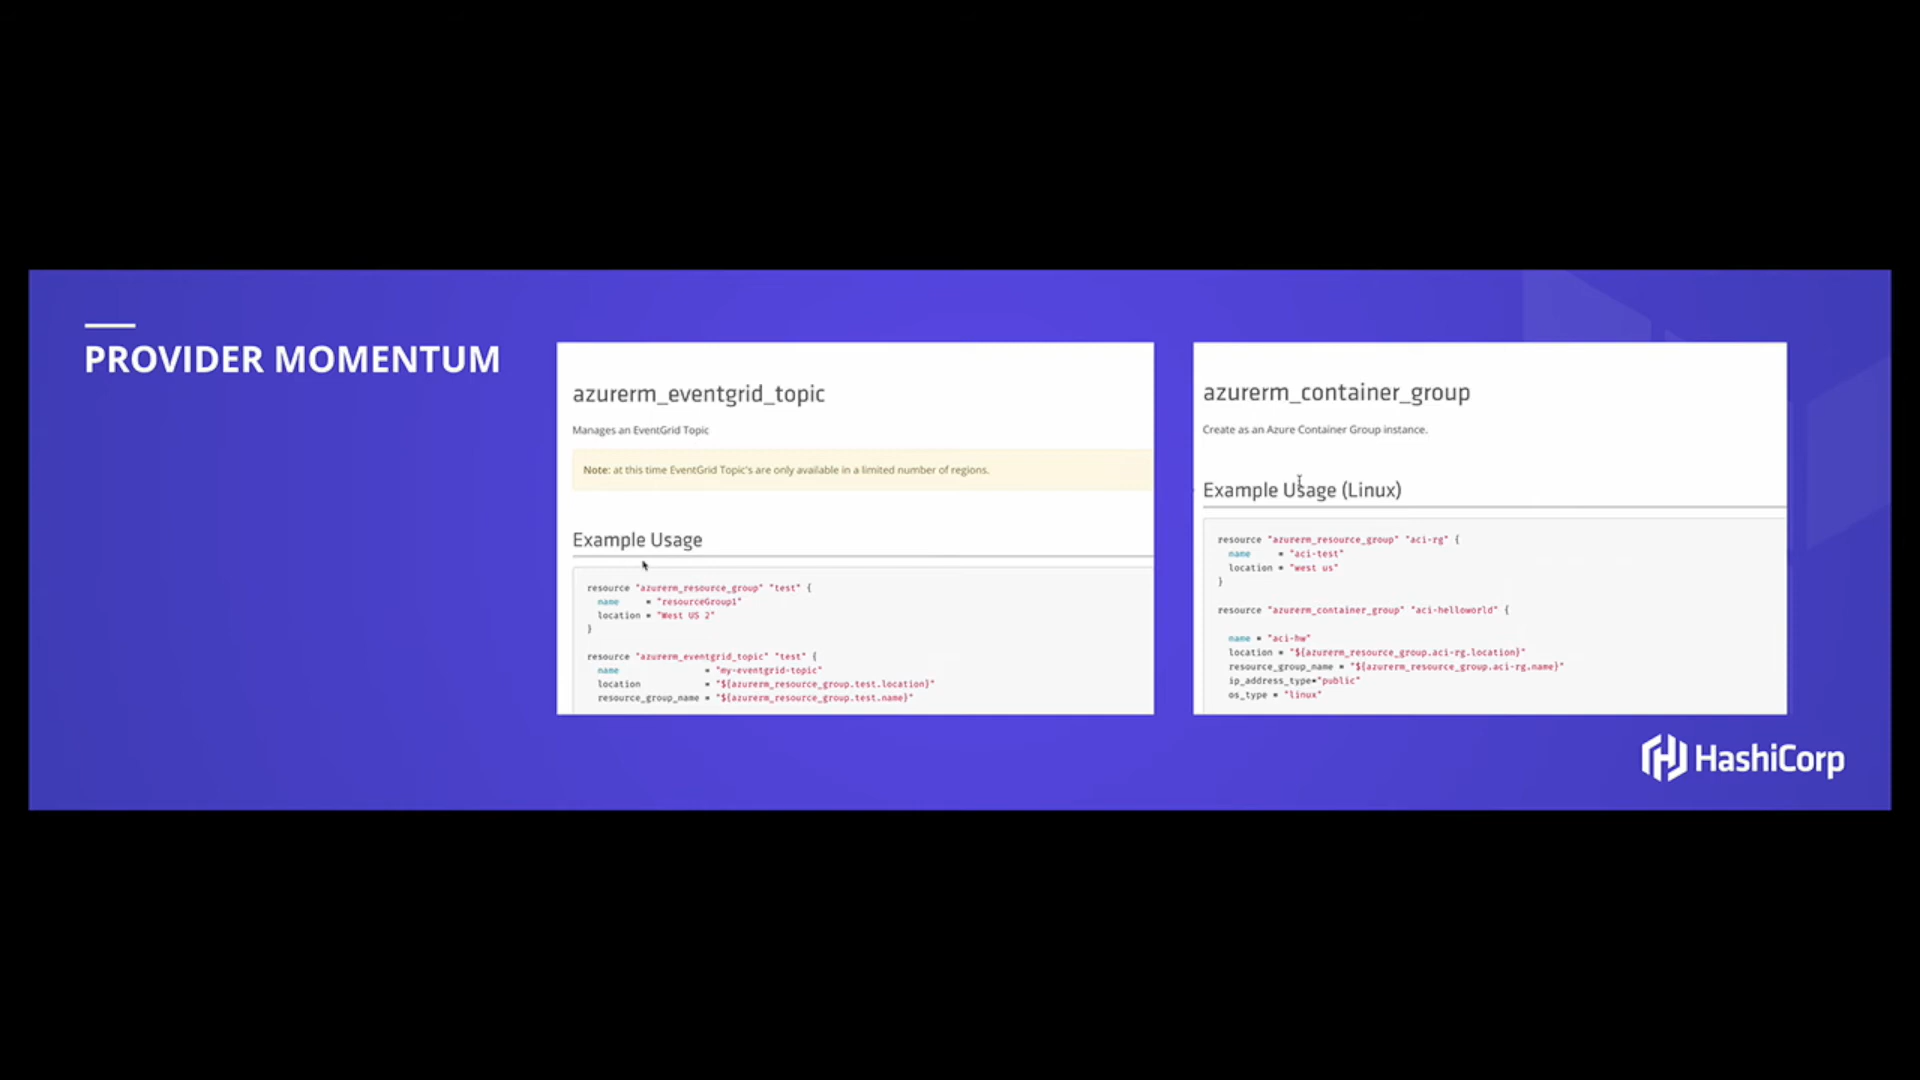 PROVIDER MOMENTUM
azurerm_eventgrid_topic
Manages an EventGrid Topic
Note: at this time EventGrid Topic's are only available in a limited number of regions.
Example Usage
resource "azurerm_resource_group" "test" {
  name     = "resourceGroup1"
  location = "West US 2"
}
resource "azurerm_eventgrid_topic" "test" {
  name                = "my-eventgrid-topic"
  location            = "${azurerm_resource_group.test.location}"
  resource_group_name = "${azurerm_resource_group.test.name}"
azurerm_container_group
Create as an Azure Container Group instance.
Example Usage (Linux)
resource "azurerm_resource_group" "aci-rg" {
  name     = "aci-test"
  location = "west us"
}
resource "azurerm_container_group" "aci-helloworld" {
  name = "aci-hw"
  location = "${azurerm_resource_group.aci-rg.location}"
  resource_group_name = "${azurerm_resource_group.aci-rg.name}"
  ip_address_type="public"
  os_type = "linux"
HashiCorp